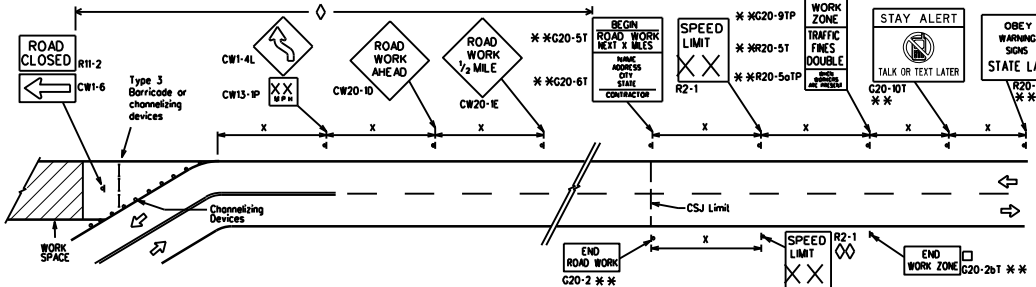 ROAD
CLOSED
R11-2
CW1-6
Type 3
Barricade or
channelizing
devices
CW1-4L
XX
MPH
CW13-1P
ROAD
WORK
AHEAD
CW20-1D
ROAD
WORK
1/2 MILE
CW20-1E
* *G20-5T
* *G20-6T
BEGIN
ROAD WORK
NEXT X MILES
NAME
ADDRESS
CITY
STATE
CONTRACTOR
SPEED
LIMIT
XX
R2-1
* *G20-9TP
* *R20-5T
* *R20-5aTP
WORK
ZONE
TRAFFIC
FINES
DOUBLE
WHEN
WORKERS
ARE PRESENT
STAY ALERT
TALK OR TEXT LATER
G20-10T
* *
OBEY
WARNING
SIGNS
STATE LA
R20-
* *
X
X
X
X
X
X
X
Channelizing
Devices
WORK
SPACE
CSJ Limit
X
END
ROAD WORK
G20-2 * *
SPEED
LIMIT
XX
R2-1
END
WORK ZONE
G20-2bT * *